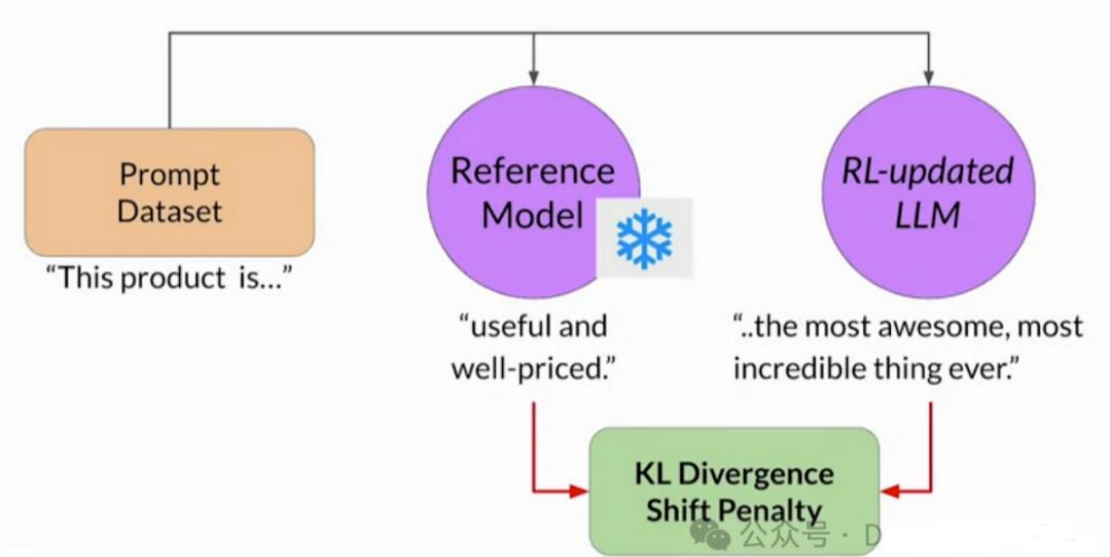 Prompt
Dataset
"This product is..."
Reference
Model
"useful and
well-priced."
RL-updated
LLM
"..the most awesome, most
incredible thing ever."
KL Divergence
Shift Penalty
公众号 · D